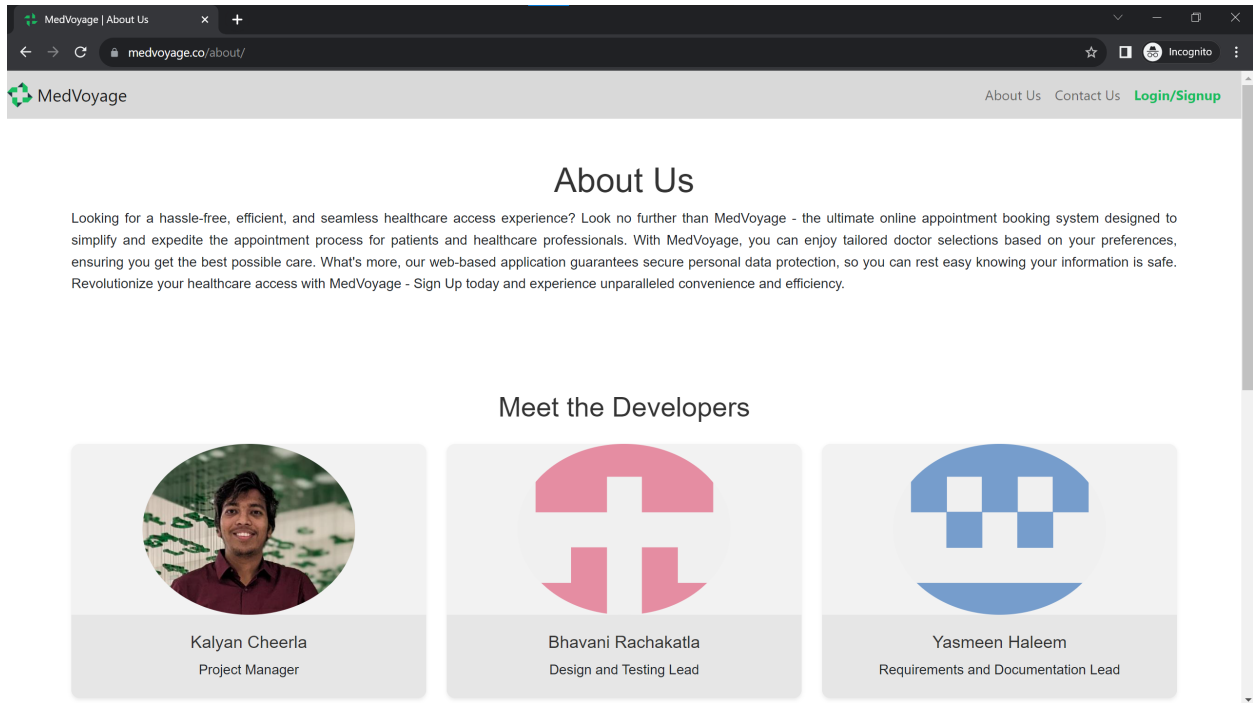 MedVoyage | About Us
medvoyage.co/about/
Incognito
MedVoyage
About Us Contact Us Login/Signup
About Us
Looking for a hassle-free, efficient, and seamless healthcare access experience? Look no further than MedVoyage - the ultimate online appointment booking system designed to
simplify and expedite the appointment process for patients and healthcare professionals. With MedVoyage, you can enjoy tailored doctor selections based on your preferences,
ensuring you get the best possible care. What's more, our web-based application guarantees secure personal data protection, so you can rest easy knowing your information is safe.
Revolutionize your healthcare access with MedVoyage - Sign Up today and experience unparalleled convenience and efficiency.
Meet the Developers
Kalyan Cheerla
Project Manager
Bhavani Rachakatla
Design and Testing Lead
Yasmeen Haleem
Requirements and Documentation Lead